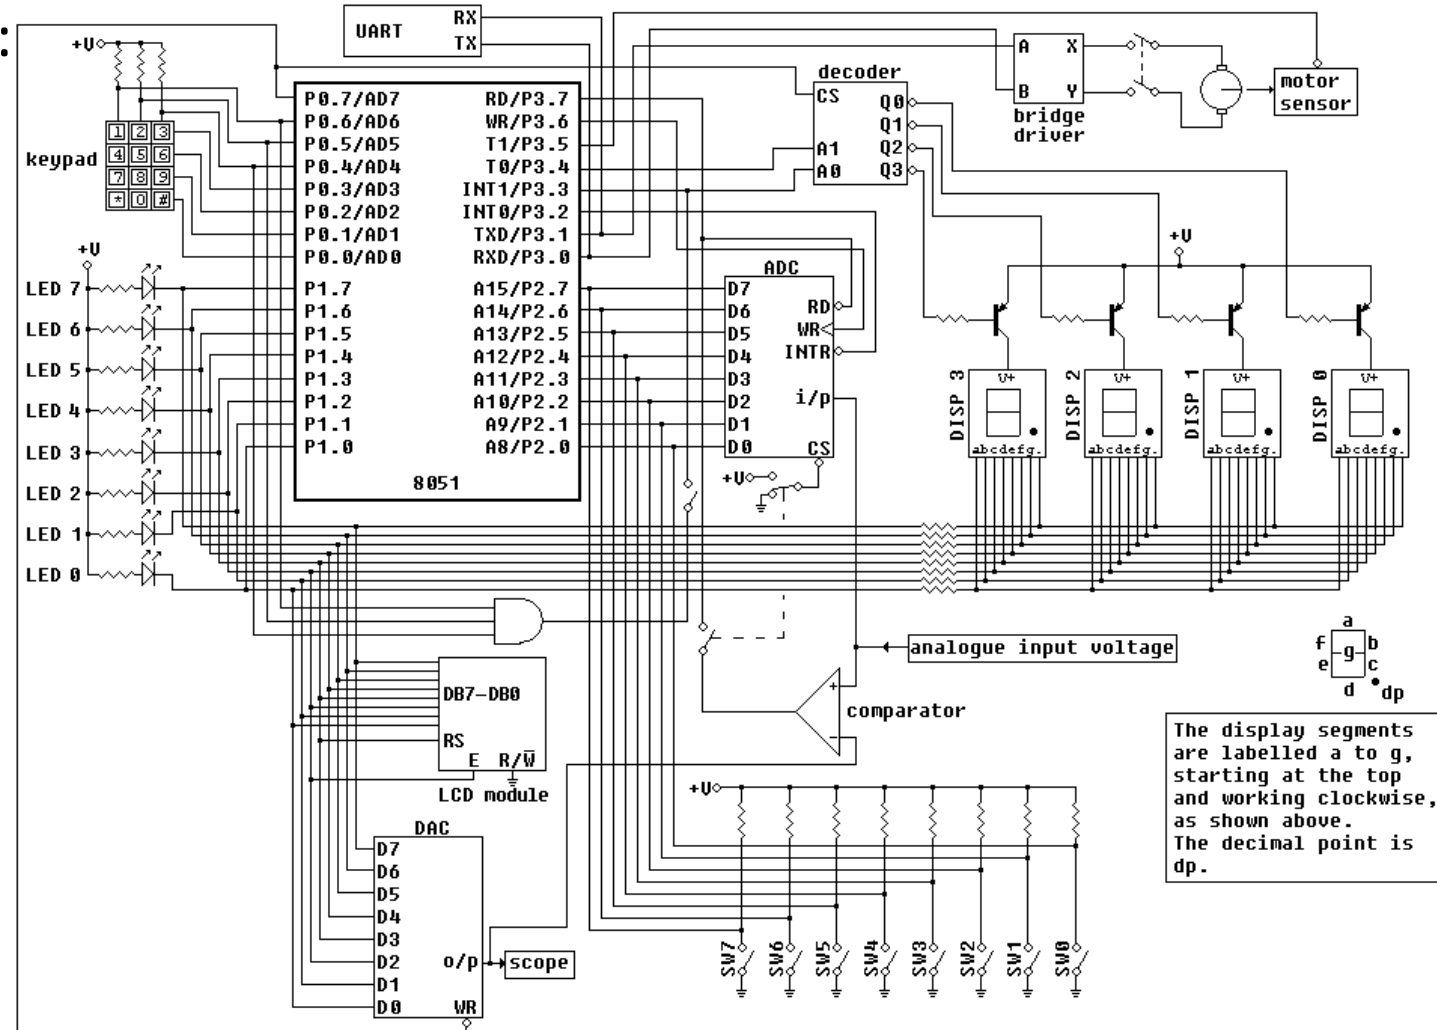 UART
RX
TX
+V
keypad
1 2 3
4 5 6
7 8 9
* 0 #
P0.7/AD7
P0.6/AD6
P0.5/AD5
P0.4/AD4
P0.3/AD3
P0.2/AD2
P0.1/AD1
P0.0/AD0
P1.7
P1.6
P1.5
P1.4
P1.3
P1.2
P1.1
P1.0
RD/P3.7
WR/P3.6
T1/P3.5
T0/P3.4
INT1/P3.3
INT0/P3.2
TXD/P3.1
RXD/P3.0
A15/P2.7
A14/P2.6
A13/P2.5
A12/P2.4
A11/P2.3
A10/P2.2
A9/P2.1
A8/P2.0
8051
decoder
CS
A1
A0
Q0
Q1
Q2
Q3
A X
B Y
bridge
driver
motor
sensor
+V
LED 7
LED 6
LED 5
LED 4
LED 3
LED 2
LED 1
LED 0
ADC
D7
D6
D5
D4
D3
D2
D1
D0
RD
WR
INTR
i/p
CS
+V
+V
DISP 3
V+
abcdefg.
DISP 2
V+
abcdefg.
DISP 1
V+
abcdefg.
DISP 0
V+
abcdefg.
analogue input voltage
comparator
+
−
a
f b
g
e c
d
dp
DB7-DB0
RS
E R/W̅
LCD module
The display segments
are labelled a to g,
starting at the top
and working clockwise,
as shown above.
The decimal point is
dp.
+V
SW7
SW6
SW5
SW4
SW3
SW2
SW1
SW0
DAC
D7
D6
D5
D4
D3
D2
D1
D0
o/p
WR
scope